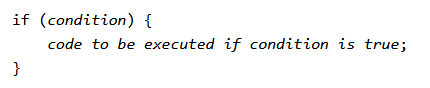 if (condition) {
    code to be executed if condition is true;
}